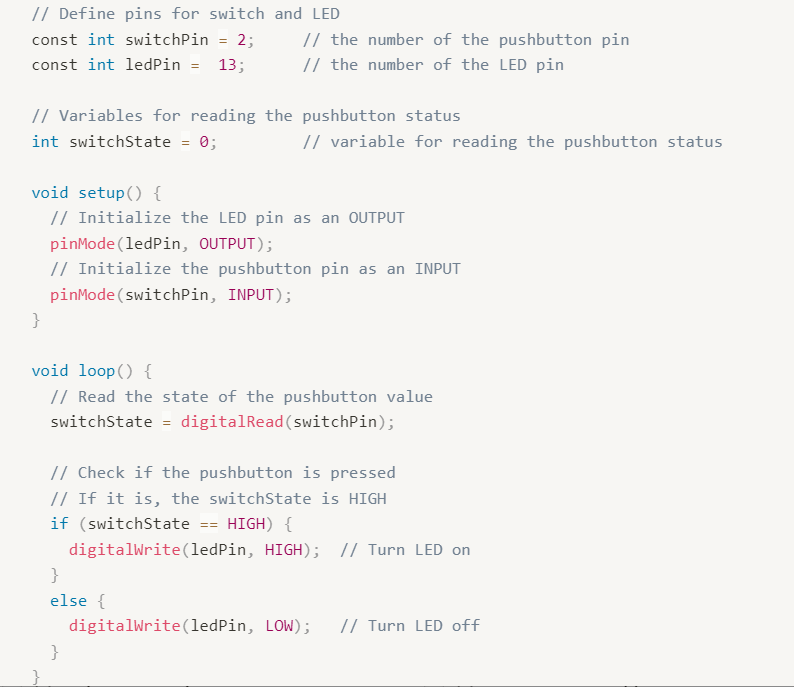 // Define pins for switch and LED
const int switchPin = 2;     // the number of the pushbutton pin
const int ledPin =  13;      // the number of the LED pin
// Variables for reading the pushbutton status
int switchState = 0;         // variable for reading the pushbutton status
void setup() {
  // Initialize the LED pin as an OUTPUT
  pinMode(ledPin, OUTPUT);
  // Initialize the pushbutton pin as an INPUT
  pinMode(switchPin, INPUT);
}
void loop() {
  // Read the state of the pushbutton value
  switchState = digitalRead(switchPin);
  // Check if the pushbutton is pressed
  // If it is, the switchState is HIGH
  if (switchState == HIGH) {
    digitalWrite(ledPin, HIGH);  // Turn LED on
  }
  else {
    digitalWrite(ledPin, LOW);   // Turn LED off
  }
}